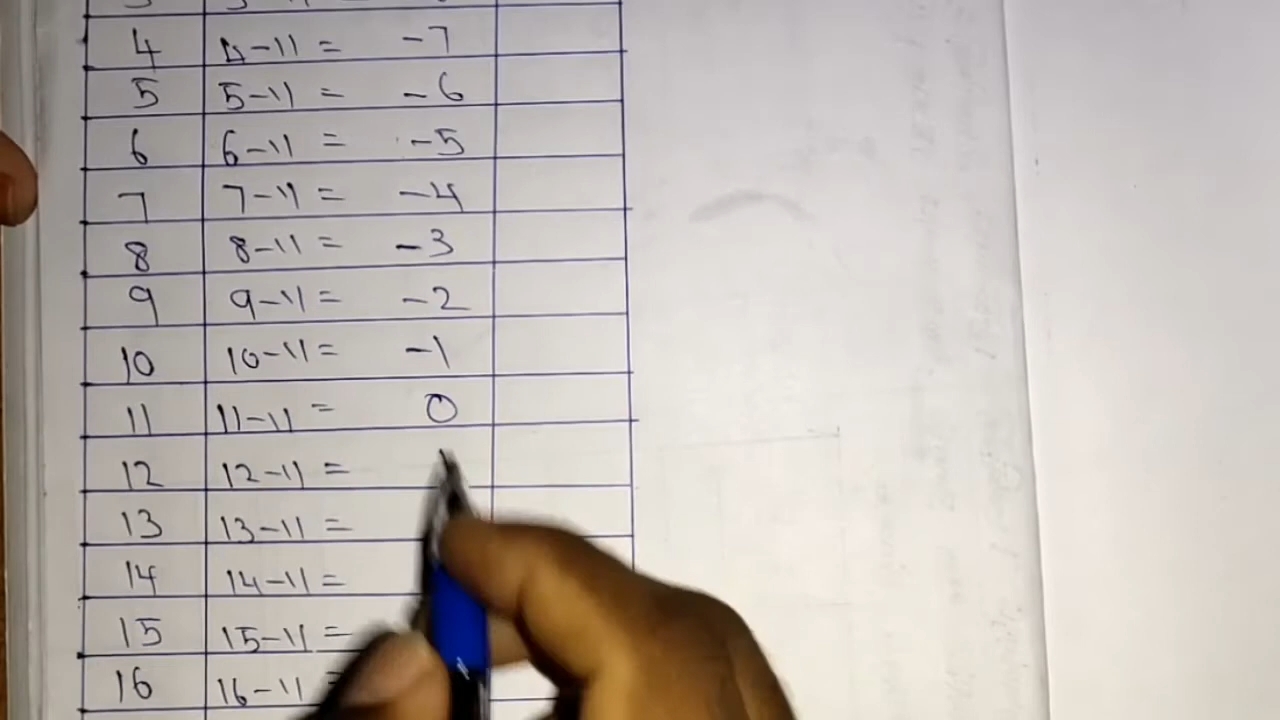 4 4-11 = -7
5 5-11 = -6
6 6-11 = -5
7 7-11 = -4
8 8-11 = -3
9 9-11 = -2
10 10-11 = -1
11 11-11 = 0
12 12-11 =
13 13-11 =
14 14-11 =
15 15-11 =
16 16-11 =